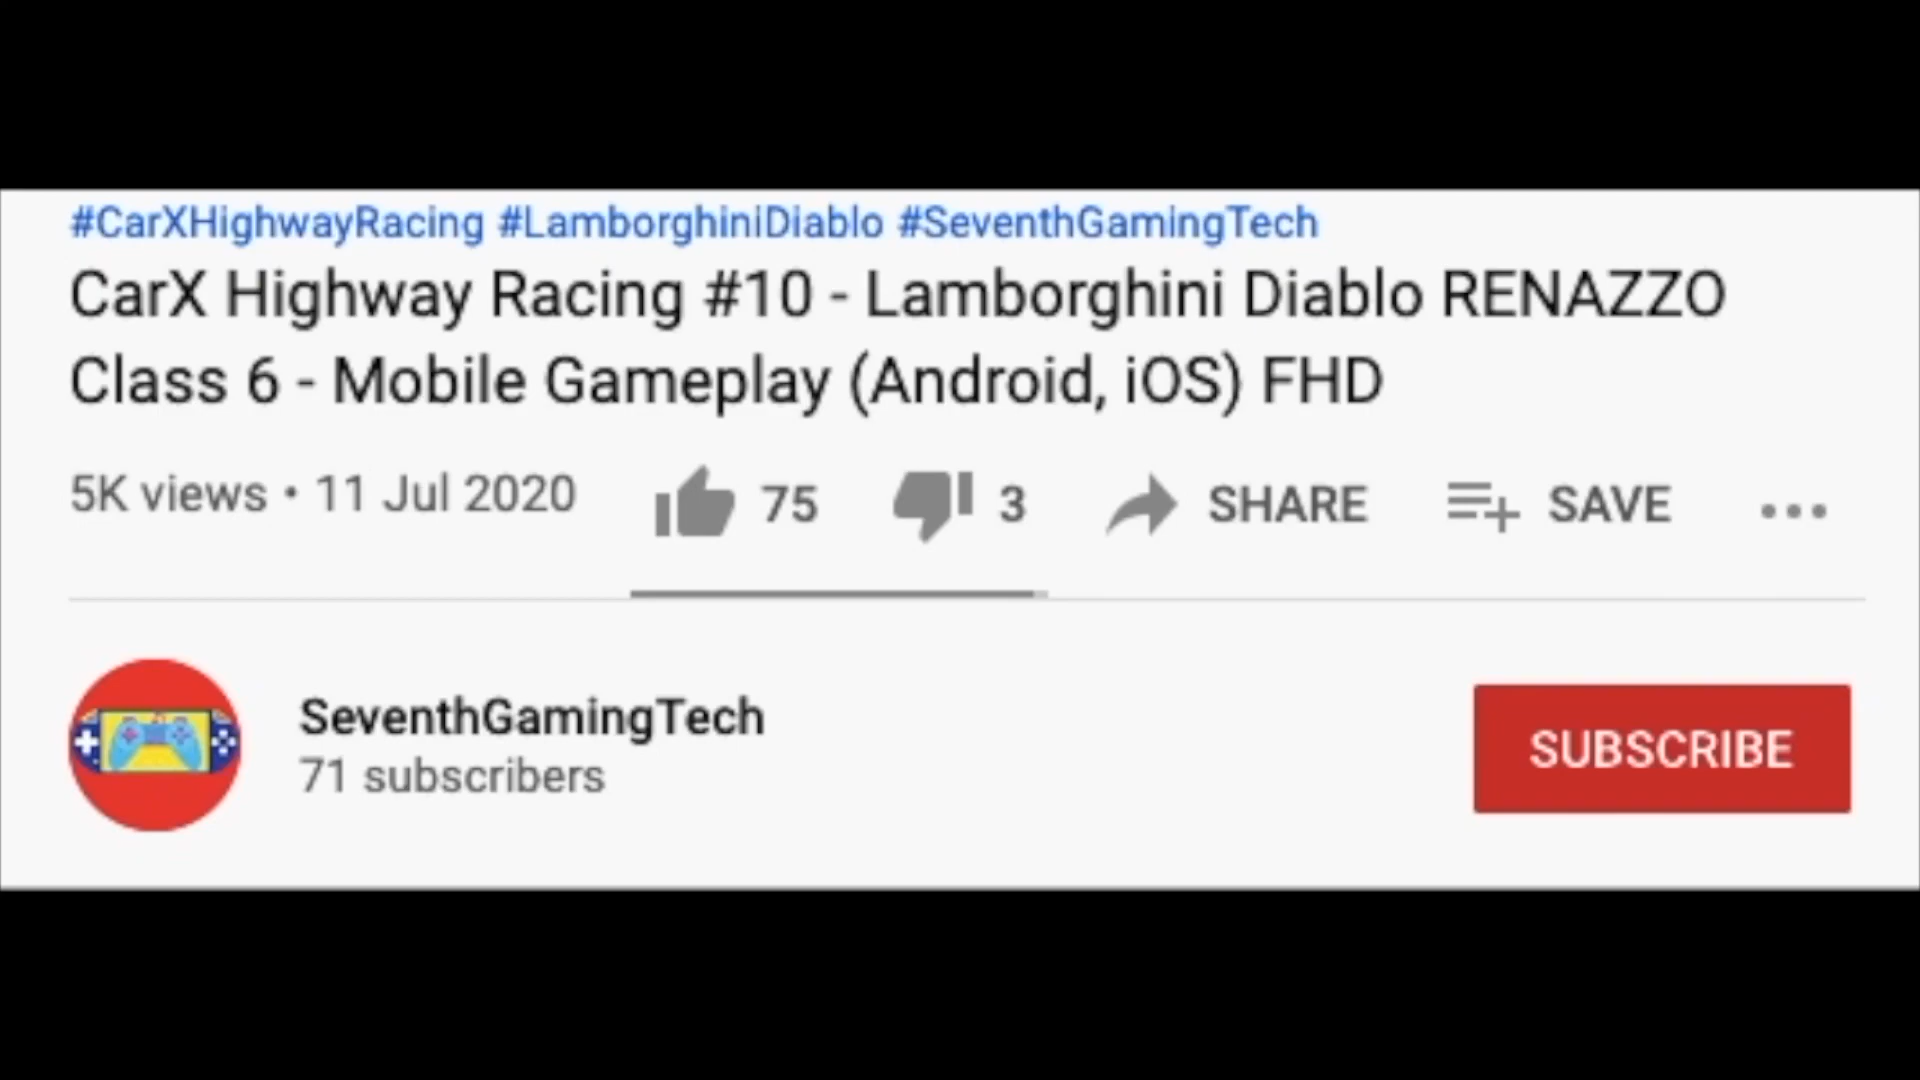 #CarXHighwayRacing #LamborghiniDiablo #SeventhGamingTech
CarX Highway Racing #10 - Lamborghini Diablo RENAZZO
Class 6 - Mobile Gameplay (Android, iOS) FHD
5K views • 11 Jul 2020 75 3 SHARE SAVE
SeventhGamingTech
71 subscribers
SUBSCRIBE